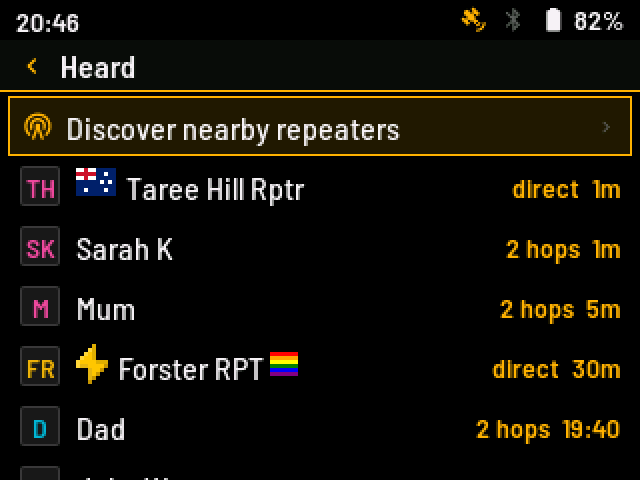 20:46 82%
Heard
Discover nearby repeaters
TH Taree Hill Rptr direct 1m
SK Sarah K 2 hops 1m
M Mum 2 hops 5m
FR Forster RPT direct 30m
D Dad 2 hops 19:40